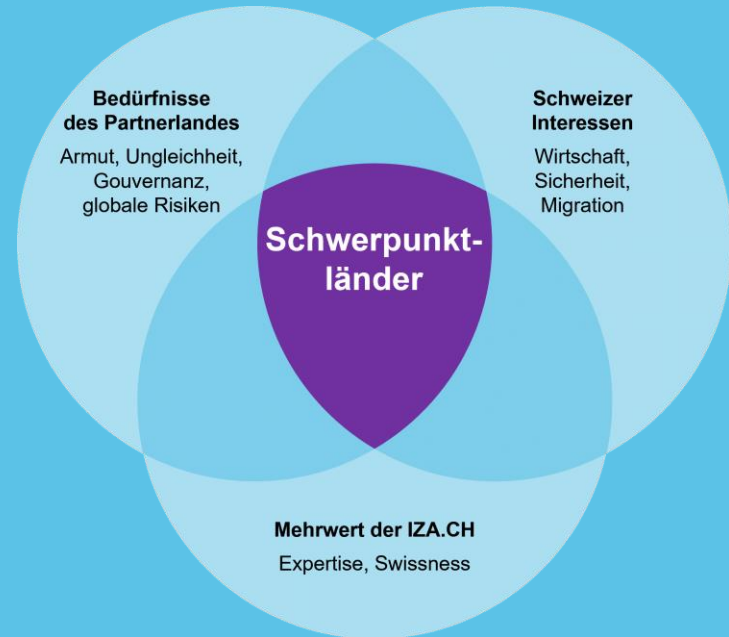 Bedürfnisse
des Partnerlandes
Armut, Ungleichheit,
Gouvernanz,
globale Risiken
Schweizer
Interessen
Wirtschaft,
Sicherheit,
Migration
Schwerpunkt-
länder
Mehrwert der IZA.CH
Expertise, Swissness